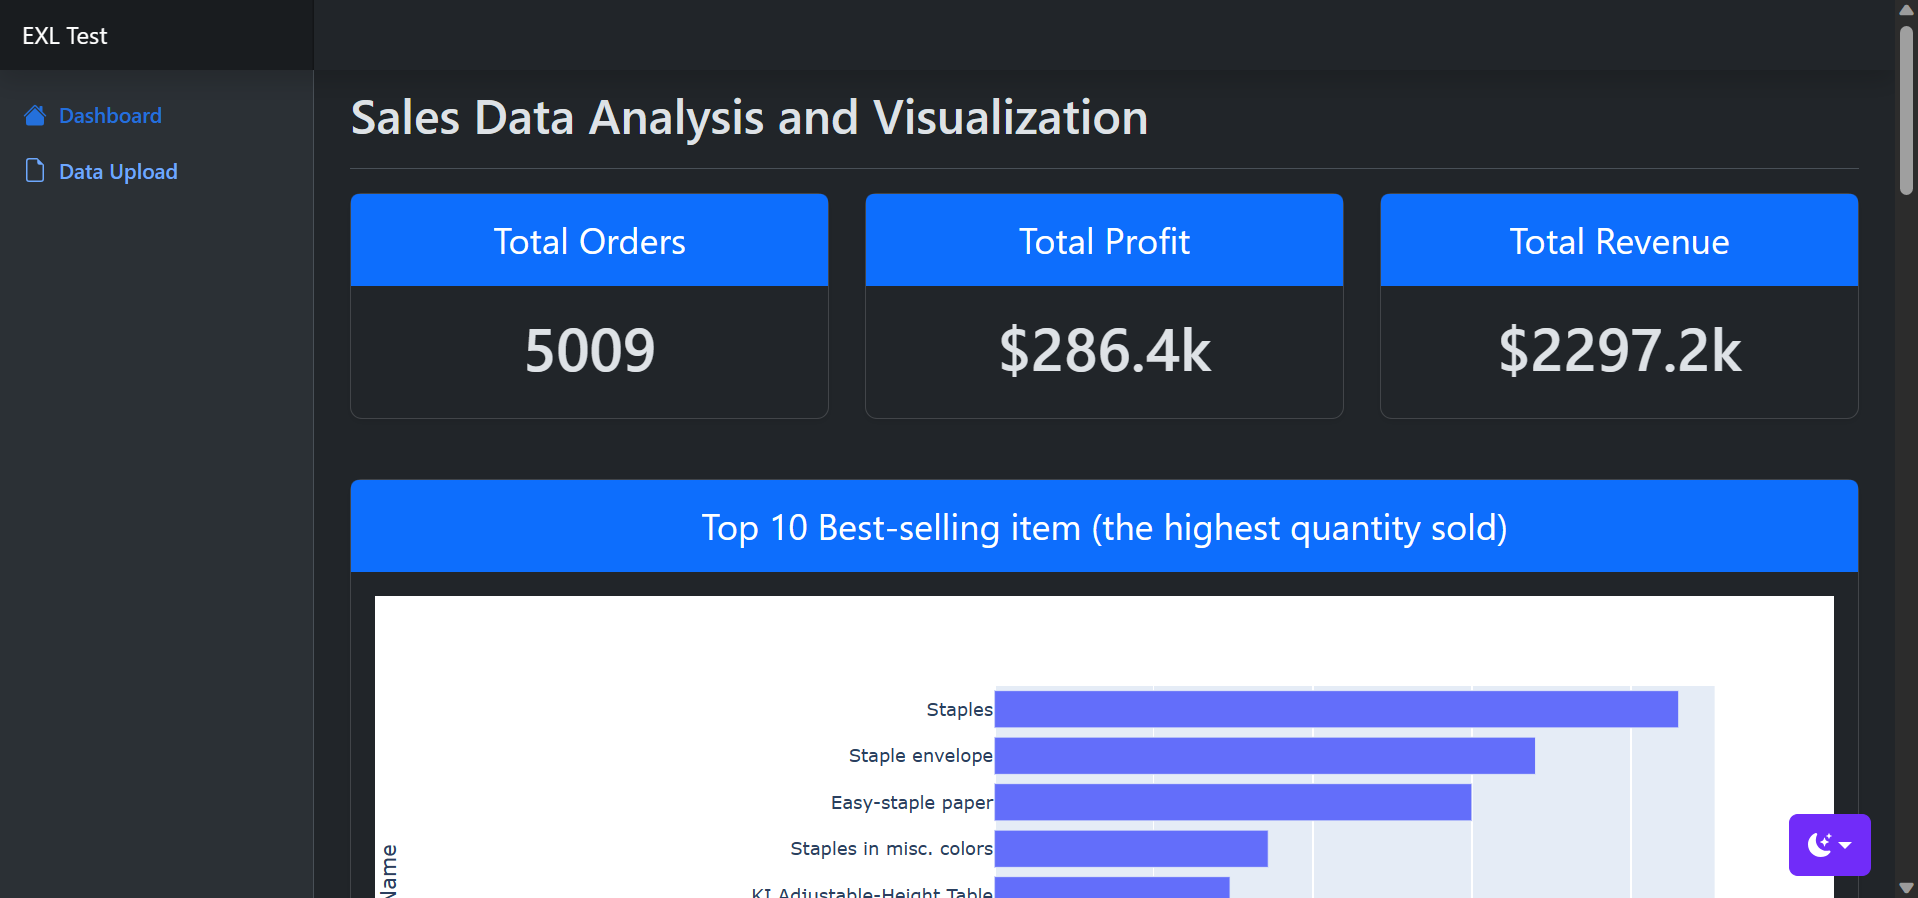 EXL Test
Dashboard
Data Upload
Sales Data Analysis and Visualization
Total Orders
5009
Total Profit
$286.4k
Total Revenue
$2297.2k
Top 10 Best-selling item (the highest quantity sold)
Staples
Staple envelope
Easy-staple paper
Staples in misc. colors
KI Adjustable-Height Table
Name